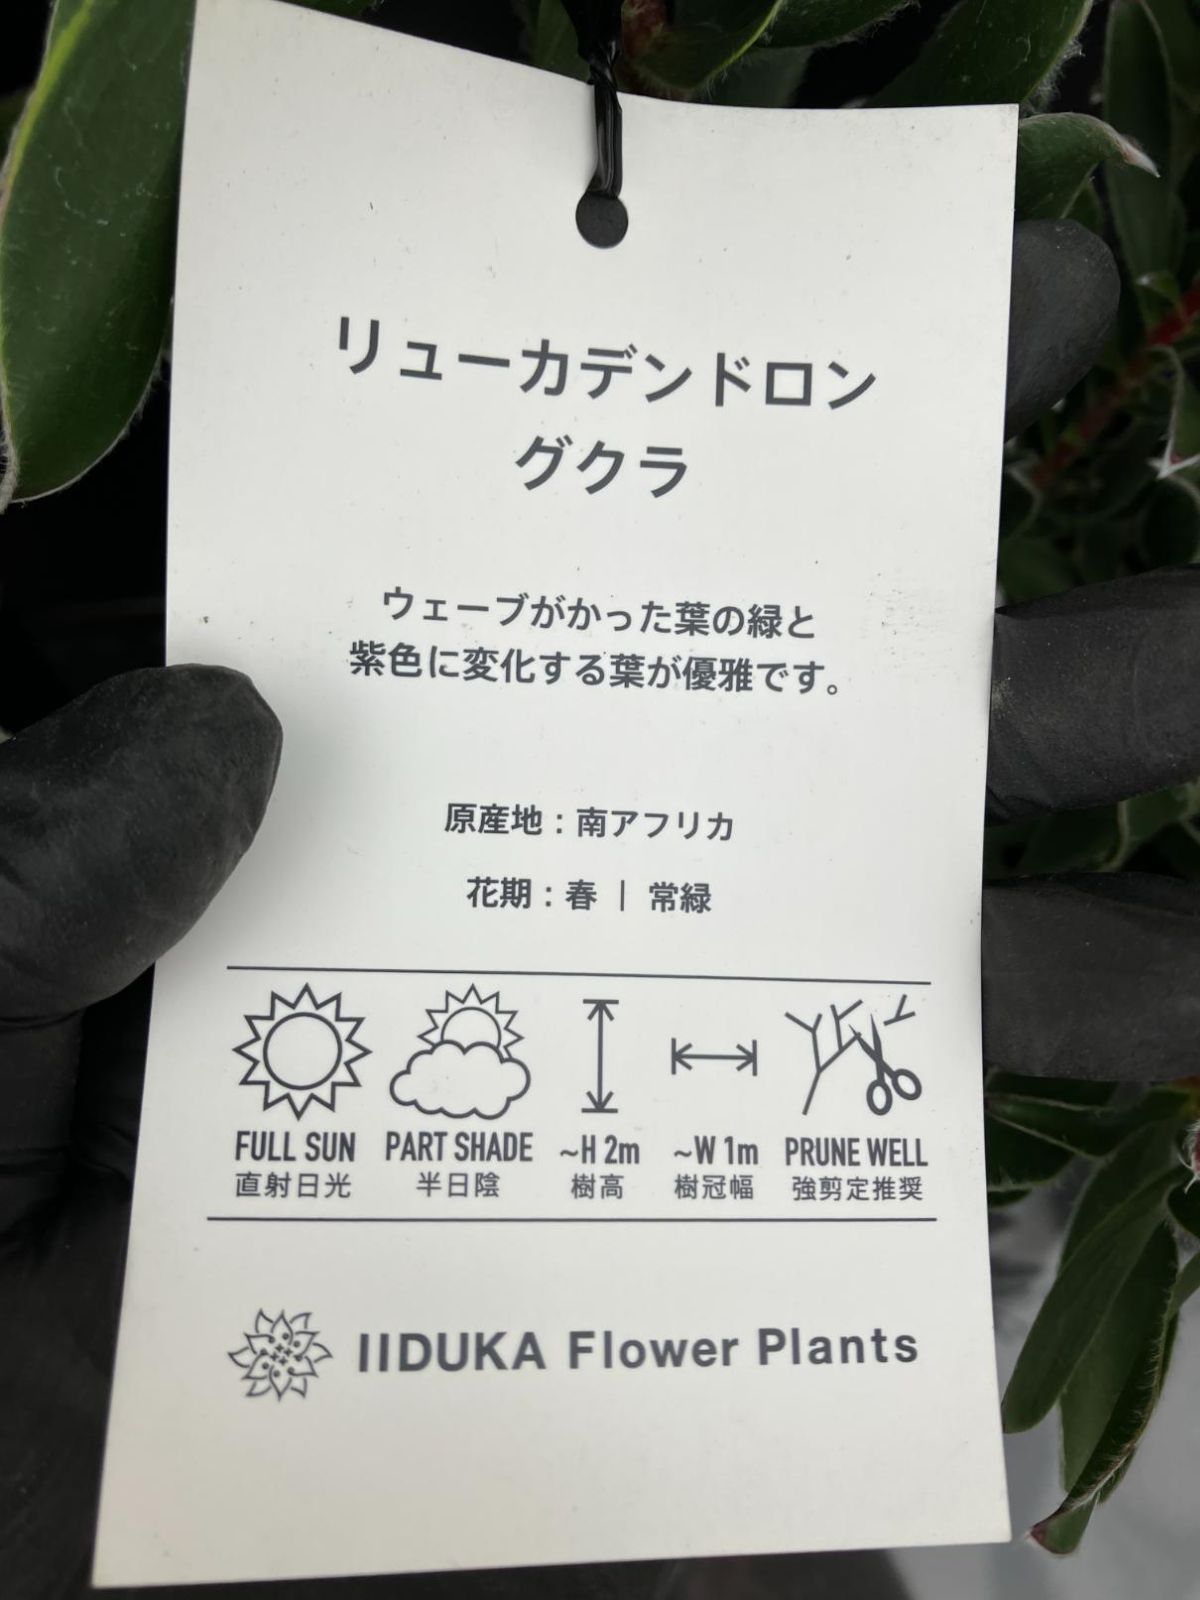 リューカデンドロン
グクラ
ウェーブがかった葉の緑と
紫色に変化する葉が優雅です。
原産地：南アフリカ
花期：春 | 常緑
FULL SUN PART SHADE ~H 2m ~W 1m PRUNE WELL
直射日光 半日陰 樹高 樹冠幅 強剪定推奨
IIDUKA Flower Plants